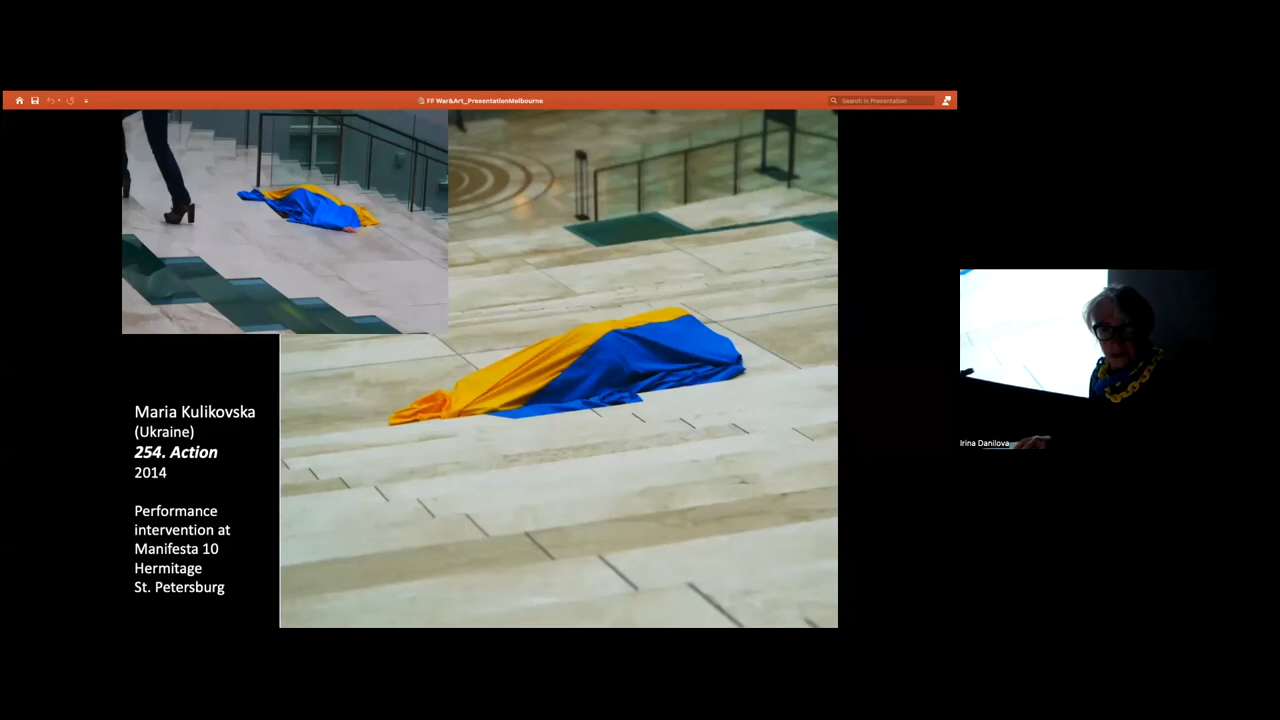 FF War&Art_PresentationMelbourne
Search in Presentation
Maria Kulikovska
(Ukraine)
254. Action
2014
Performance
intervention at
Manifesta 10
Hermitage
St. Petersburg
Irina Danilova